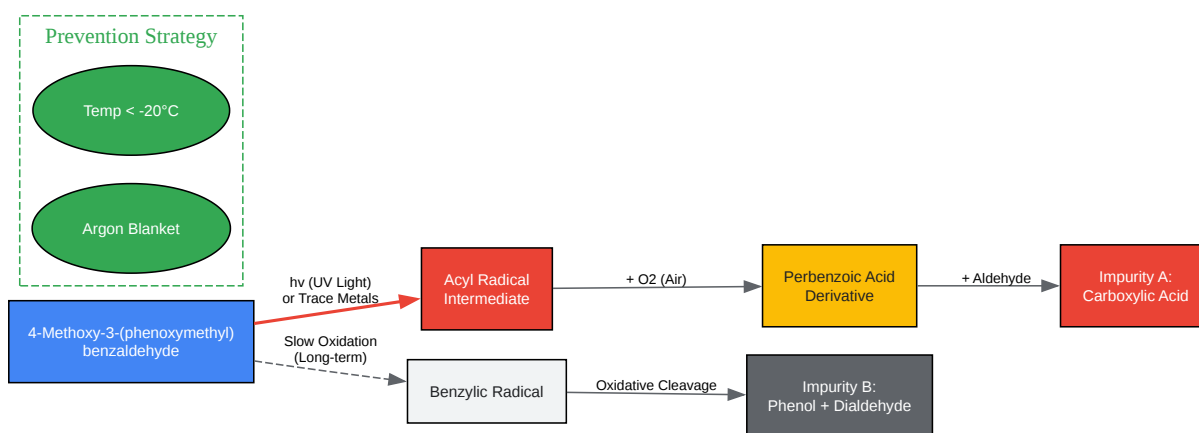 Prevention Strategy
Temp < -20°C
Argon Blanket
4-Methoxy-3-(phenoxymethyl)
benzaldehyde
hv (UV Light)
or Trace Metals
Acyl Radical
Intermediate
+ O2 (Air)
Perbenzoic Acid
Derivative
+ Aldehyde
Impurity A:
Carboxylic Acid
Slow Oxidation
(Long-term)
Benzylic Radical
Oxidative Cleavage
Impurity B:
Phenol + Dialdehyde